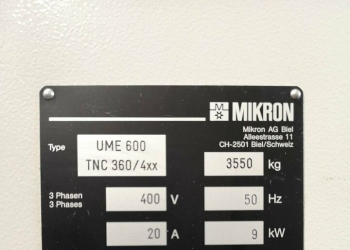 MIKRON
Mikron AG Biel
Alleestrasse 11
CH-2501 Biel/Schweiz
Type UME 600
TNC 360/4xx 3550 kg
3 Phasen
3 Phases 400 V 50 Hz
20 A 9 kW